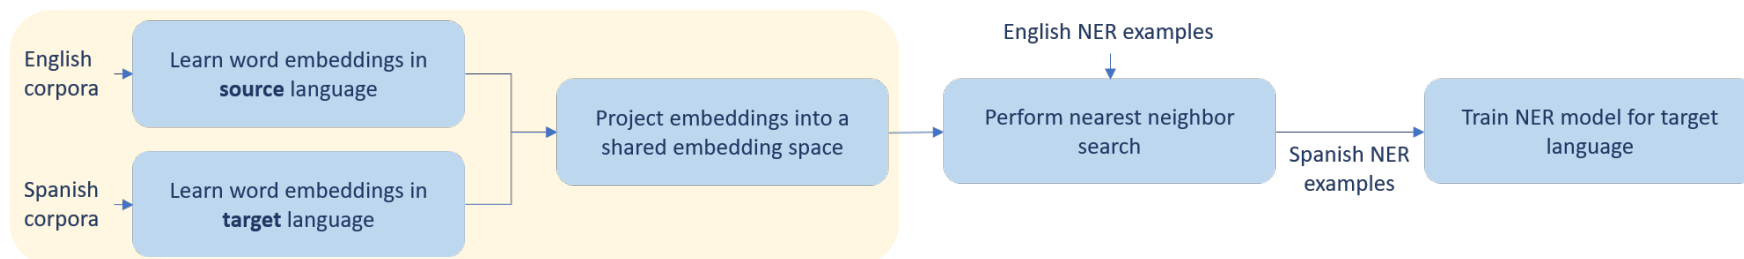 English
corpora
Learn word embeddings in
source language
Spanish
corpora
Learn word embeddings in
target language
Project embeddings into a
shared embedding space
English NER examples
Perform nearest neighbor
search
Spanish NER
examples
Train NER model for target
language